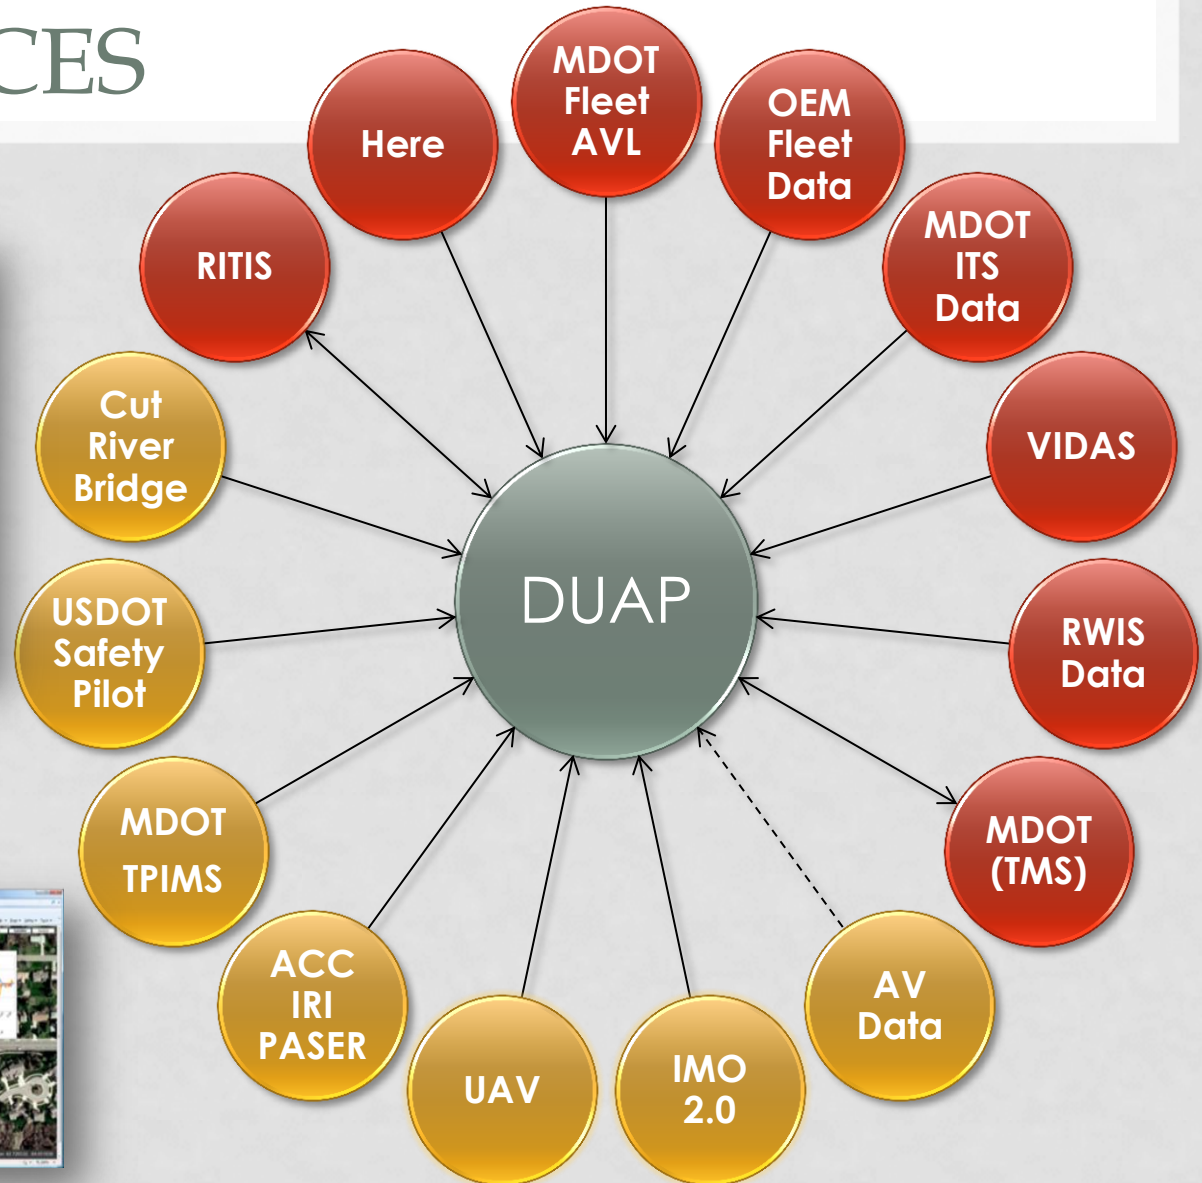 CES
MDOT
Fleet
AVL
OEM
Fleet
Data
Here
MDOT
ITS
Data
RITIS
VIDAS
Cut
River
Bridge
DUAP
USDOT
Safety
Pilot
RWIS
Data
MDOT
TPIMS
MDOT
(TMS)
ACC
IRI
PASER
AV
Data
UAV
IMO
2.0